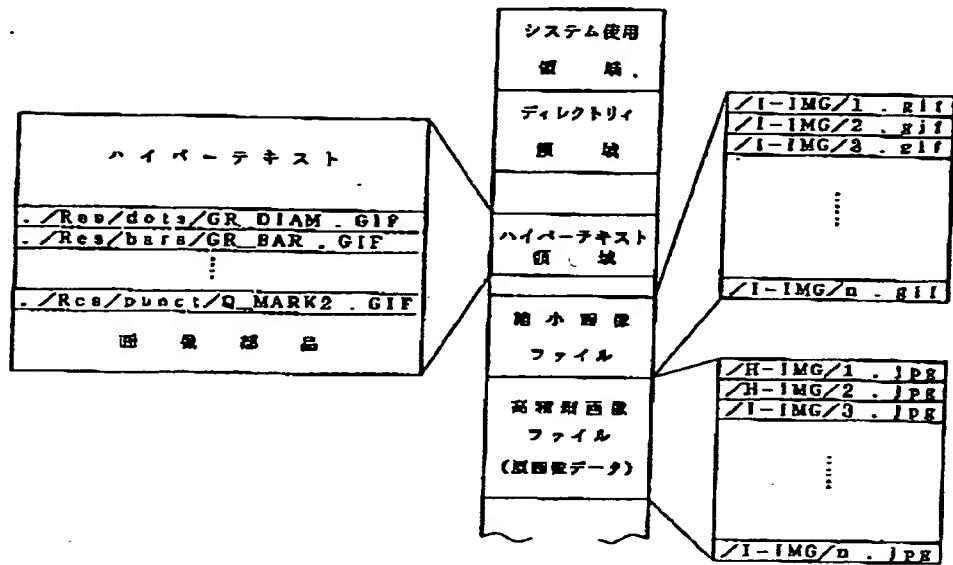 ハイパーテキスト
./Res/dots/GR_DIAM.GIF
./Res/bars/GR_BAR.GIF
./Res/punct/Q_MARK2.GIF
画像部品
システム使用
領域
ディレクトリィ
領域
ハイパーテキスト
領域
縮小画像
ファイル
高精細画像
ファイル
(原画像データ)
/I-IMG/1.gif
/I-IMG/2.gif
/I-IMG/3.gif
/I-IMG/n.gif
/H-IMG/1.jpg
/H-IMG/2.jpg
/I-IMG/3.jpg
/I-IMG/n.jpg